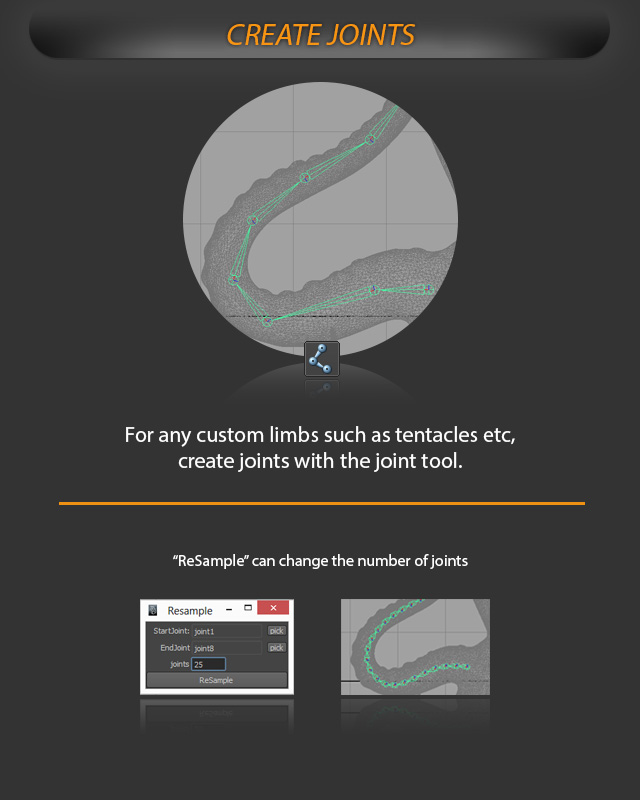 CREATE JOINTS
For any custom limbs such as tentacles etc,
create joints with the joint tool.
“ReSample” can change the number of joints
Resample
StartJoint: joint1 pick
EndJoint joint8 pick
joints 25
ReSample